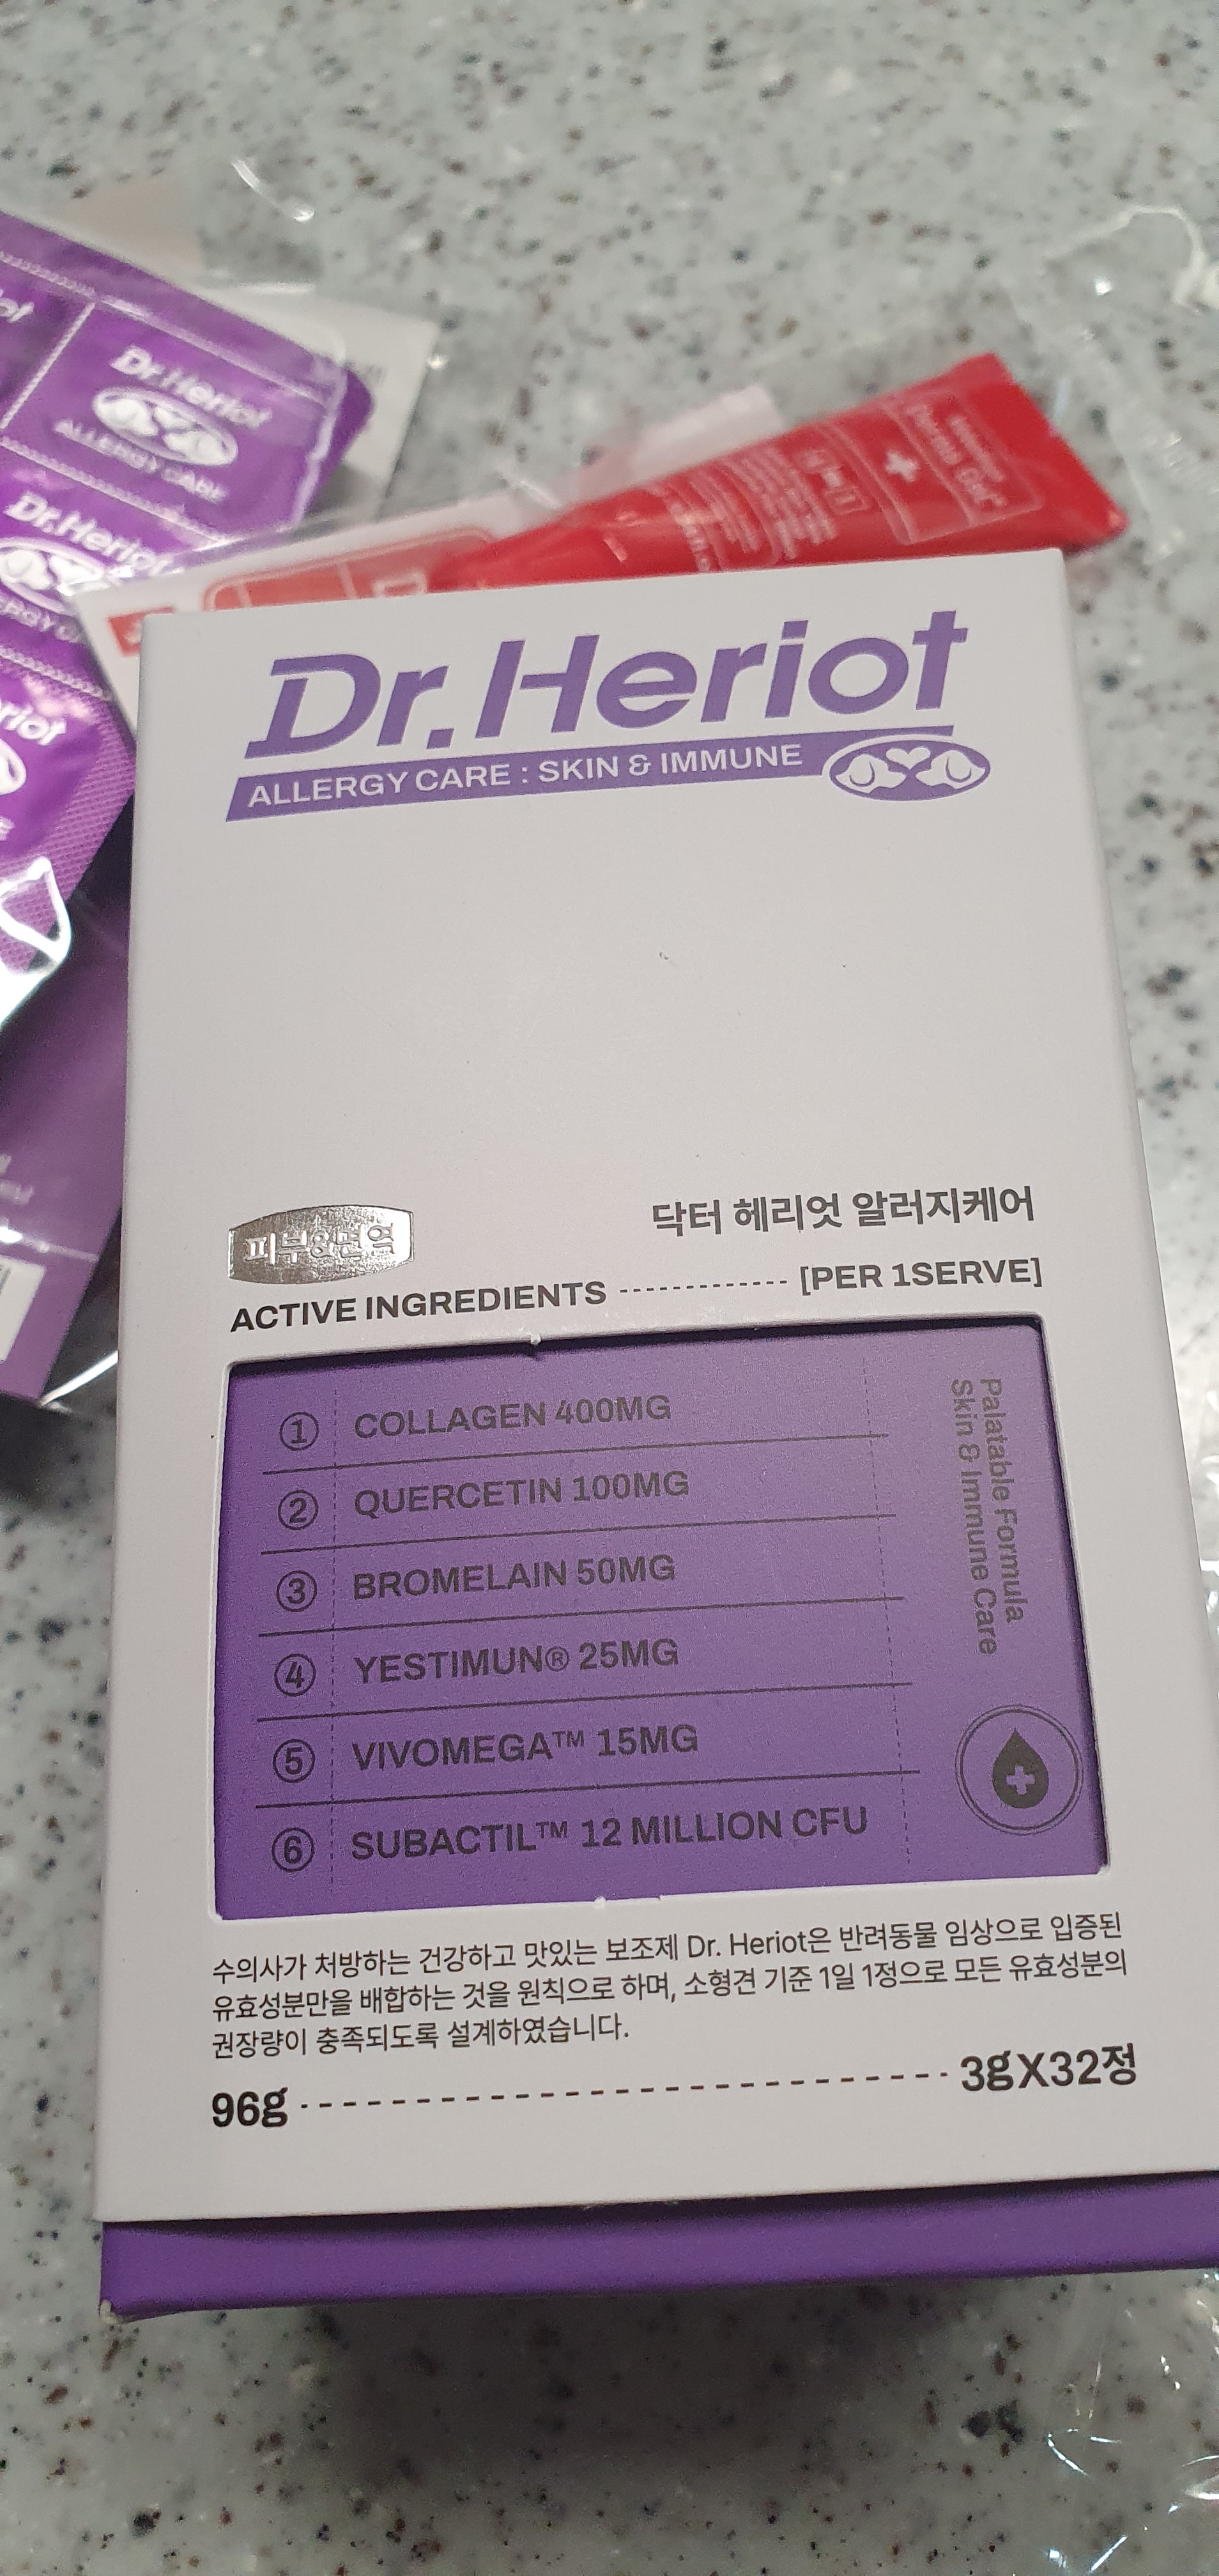 Dr.Heriot
ALLERGY CARE
Dr.Heriot
Dr.Heriot
ALLERGY CARE : SKIN & IMMUNE
닥터 헤리엇 알러지케어
피부&면역
ACTIVE INGREDIENTS ------------ [PER 1SERVE]
① COLLAGEN 400MG
② QUERCETIN 100MG
③ BROMELAIN 50MG
④ YESTIMUN® 25MG
⑤ VIVOMEGA™ 15MG
⑥ SUBACTIL™ 12 MILLION CFU
Palatable Formula
Skin & Immune Care
수의사가 처방하는 건강하고 맛있는 보조제 Dr. Heriot은 반려동물 임상으로 입증된
유효성분만을 배합하는 것을 원칙으로 하며, 소형견 기준 1일 1정으로 모든 유효성분의
권장량이 충족되도록 설계하였습니다.
96g ---------------------------- 3gX32정